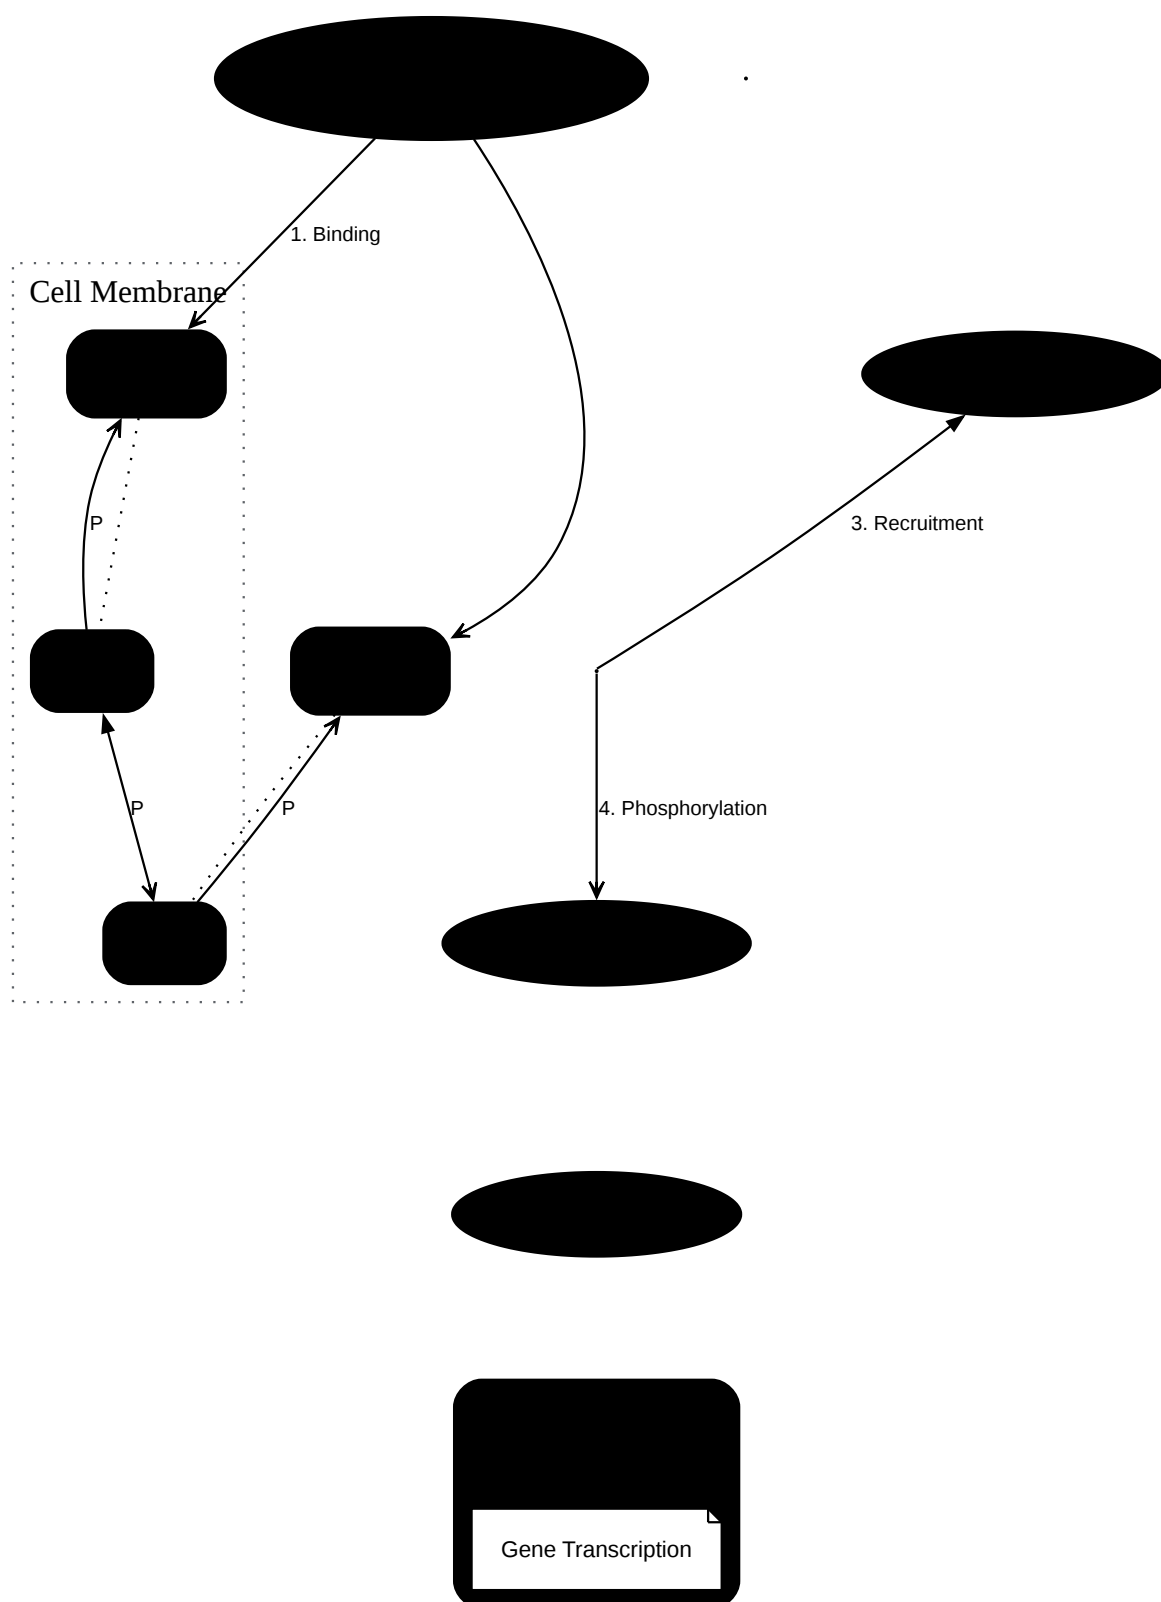 1. Binding
Cell Membrane
P
3. Recruitment
P
P
4. Phosphorylation
Gene Transcription